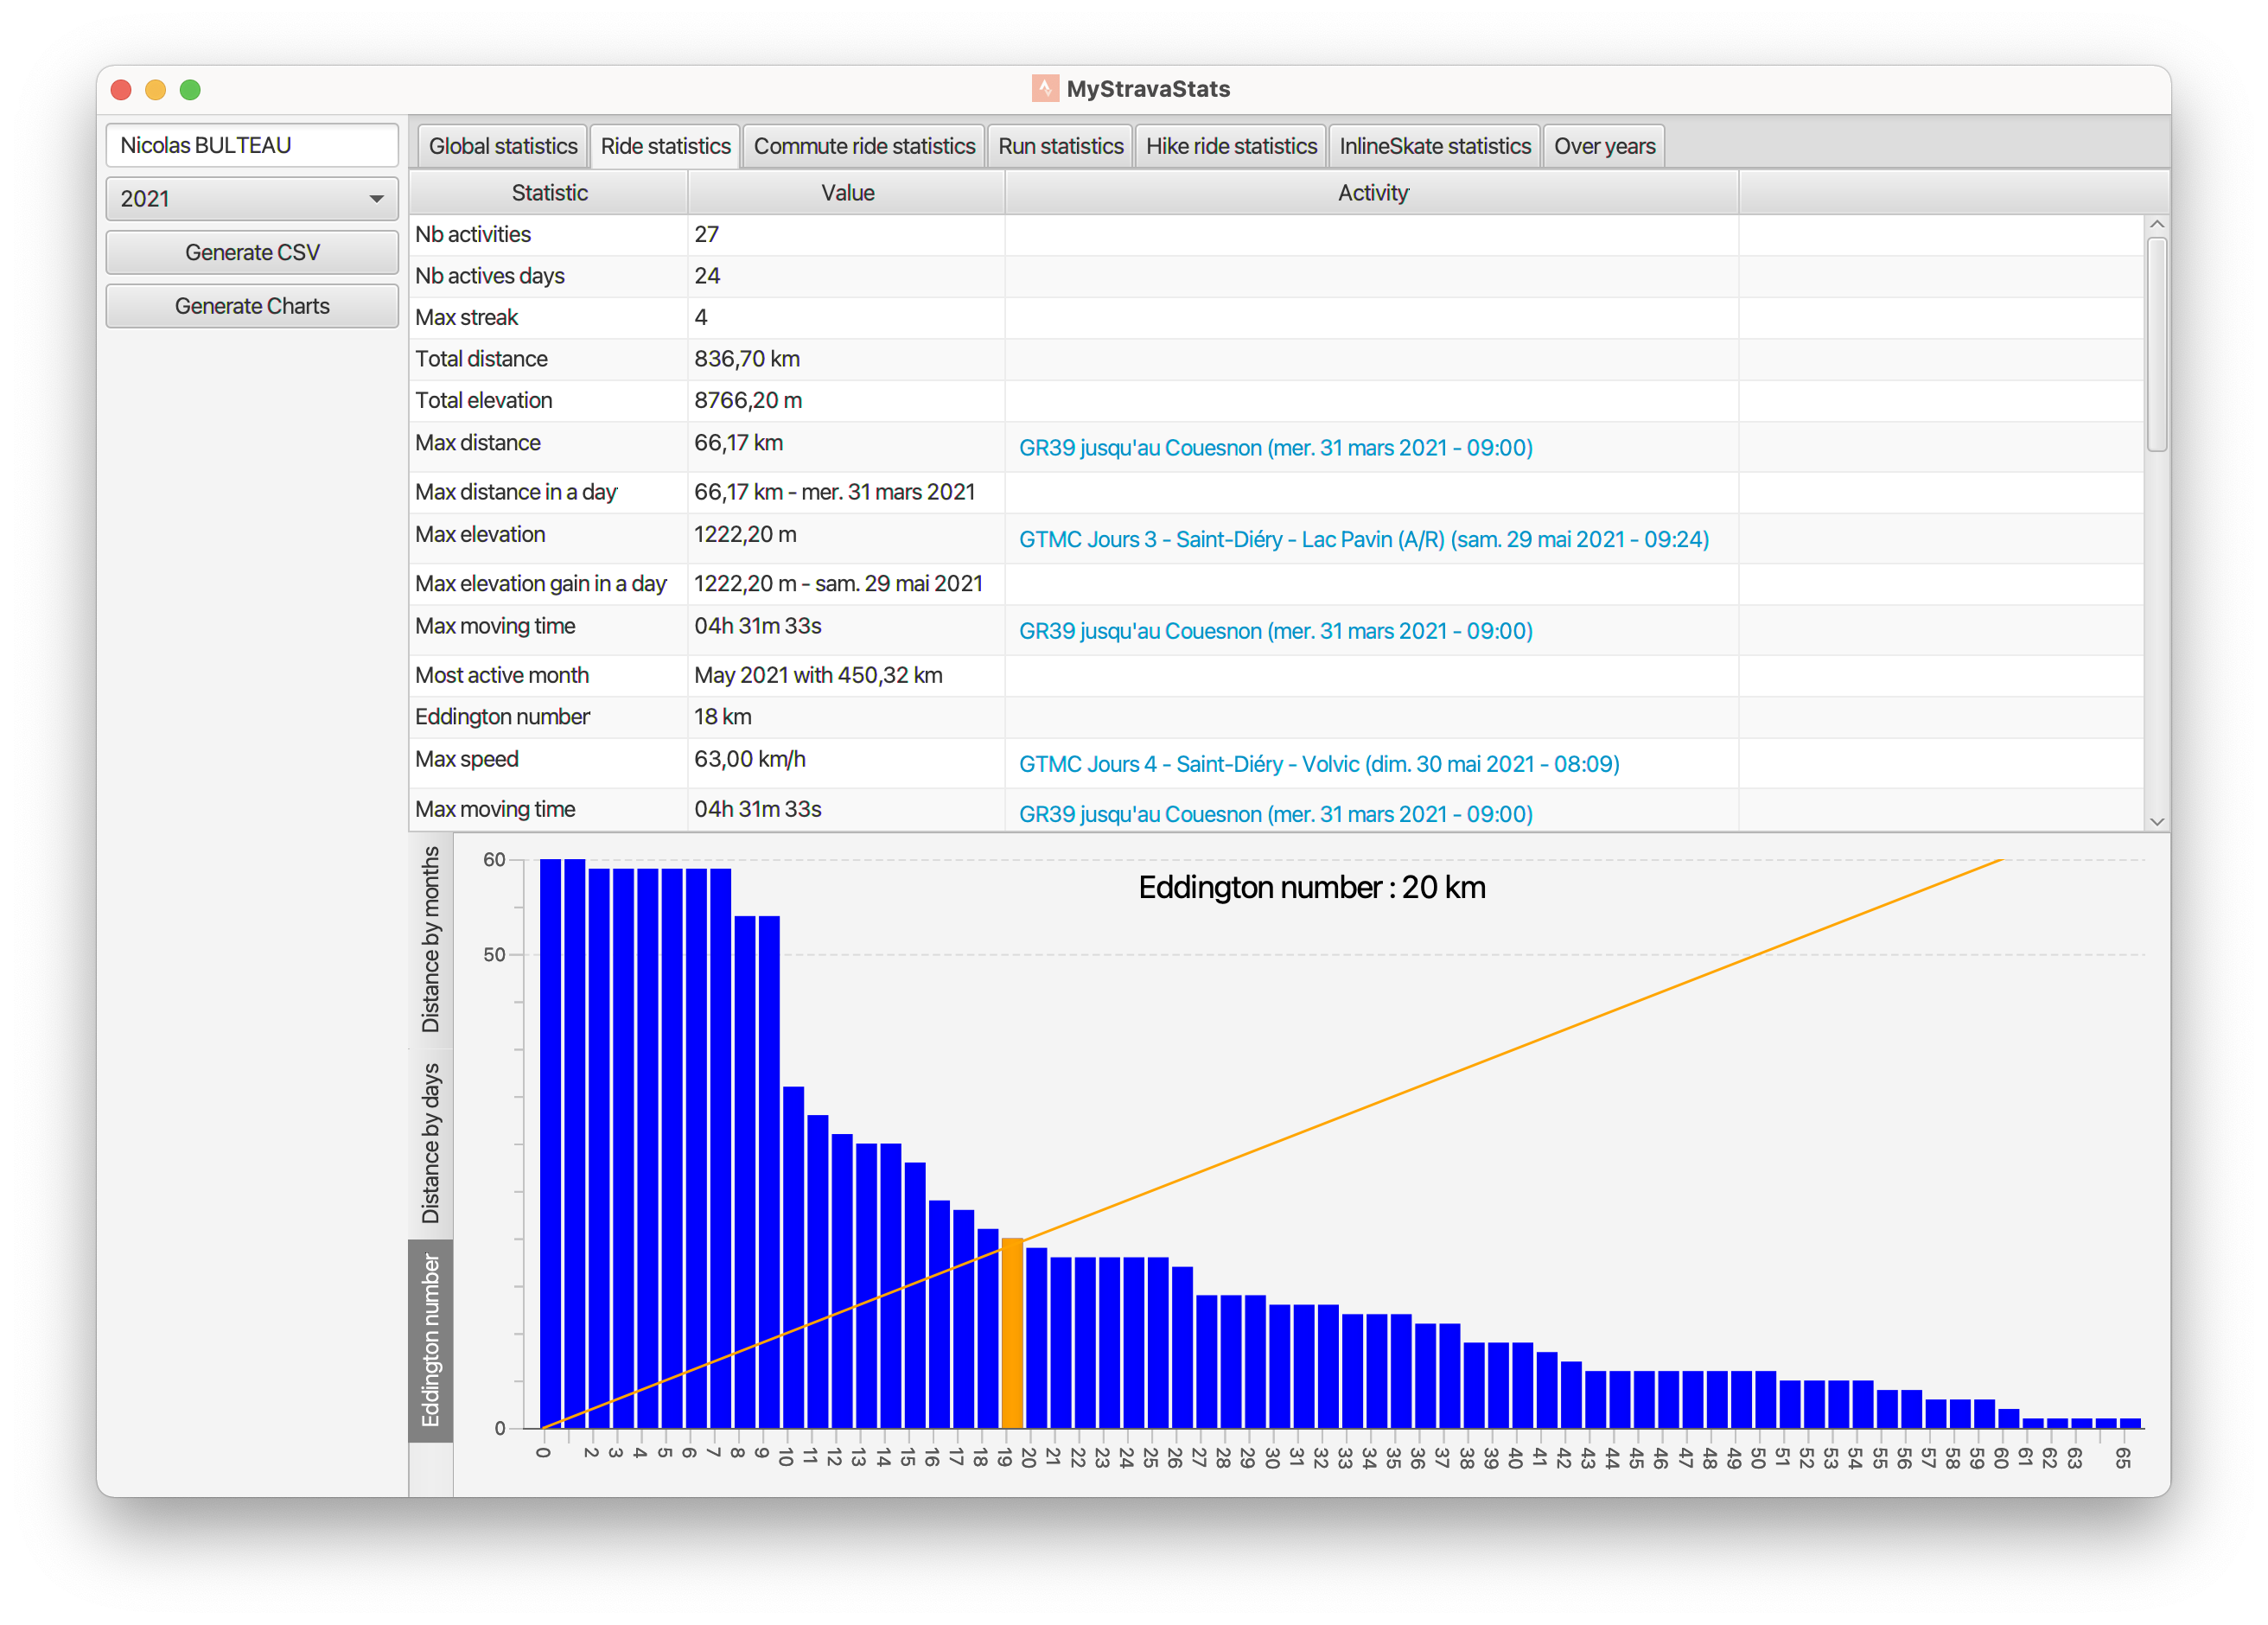 MyStravaStats
Nicolas BULTEAU
2021
Generate CSV
Generate Charts
Global statistics Ride statistics Commute ride statistics Run statistics Hike ride statistics InlineSkate statistics Over years
Statistic Value Activity
Nb activities 27
Nb actives days 24
Max streak 4
Total distance 836,70 km
Total elevation 8766,20 m
Max distance 66,17 km GR39 jusqu'au Couesnon (mer. 31 mars 2021 - 09:00)
Max distance in a day 66,17 km - mer. 31 mars 2021
Max elevation 1222,20 m GTMC Jours 3 - Saint-Diéry - Lac Pavin (A/R) (sam. 29 mai 2021 - 09:24)
Max elevation gain in a day 1222,20 m - sam. 29 mai 2021
Max moving time 04h 31m 33s GR39 jusqu'au Couesnon (mer. 31 mars 2021 - 09:00)
Most active month May 2021 with 450,32 km
Eddington number 18 km
Max speed 63,00 km/h GTMC Jours 4 - Saint-Diéry - Volvic (dim. 30 mai 2021 - 08:09)
Max moving time 04h 31m 33s GR39 jusqu'au Couesnon (mer. 31 mars 2021 - 09:00)
Distance by months
Distance by days
Eddington number
Eddington number : 20 km
60
50
0
0 2 3 4 5 6 7 8 9 10 11 12 13 14 15 16 17 18 19 20 21 22 23 24 25 26 27 28 29 30 31 32 33 34 35 36 37 38 39 40 41 42 43 44 45 46 47 48 49 50 51 52 53 54 55 56 57 58 59 60 61 62 63 65